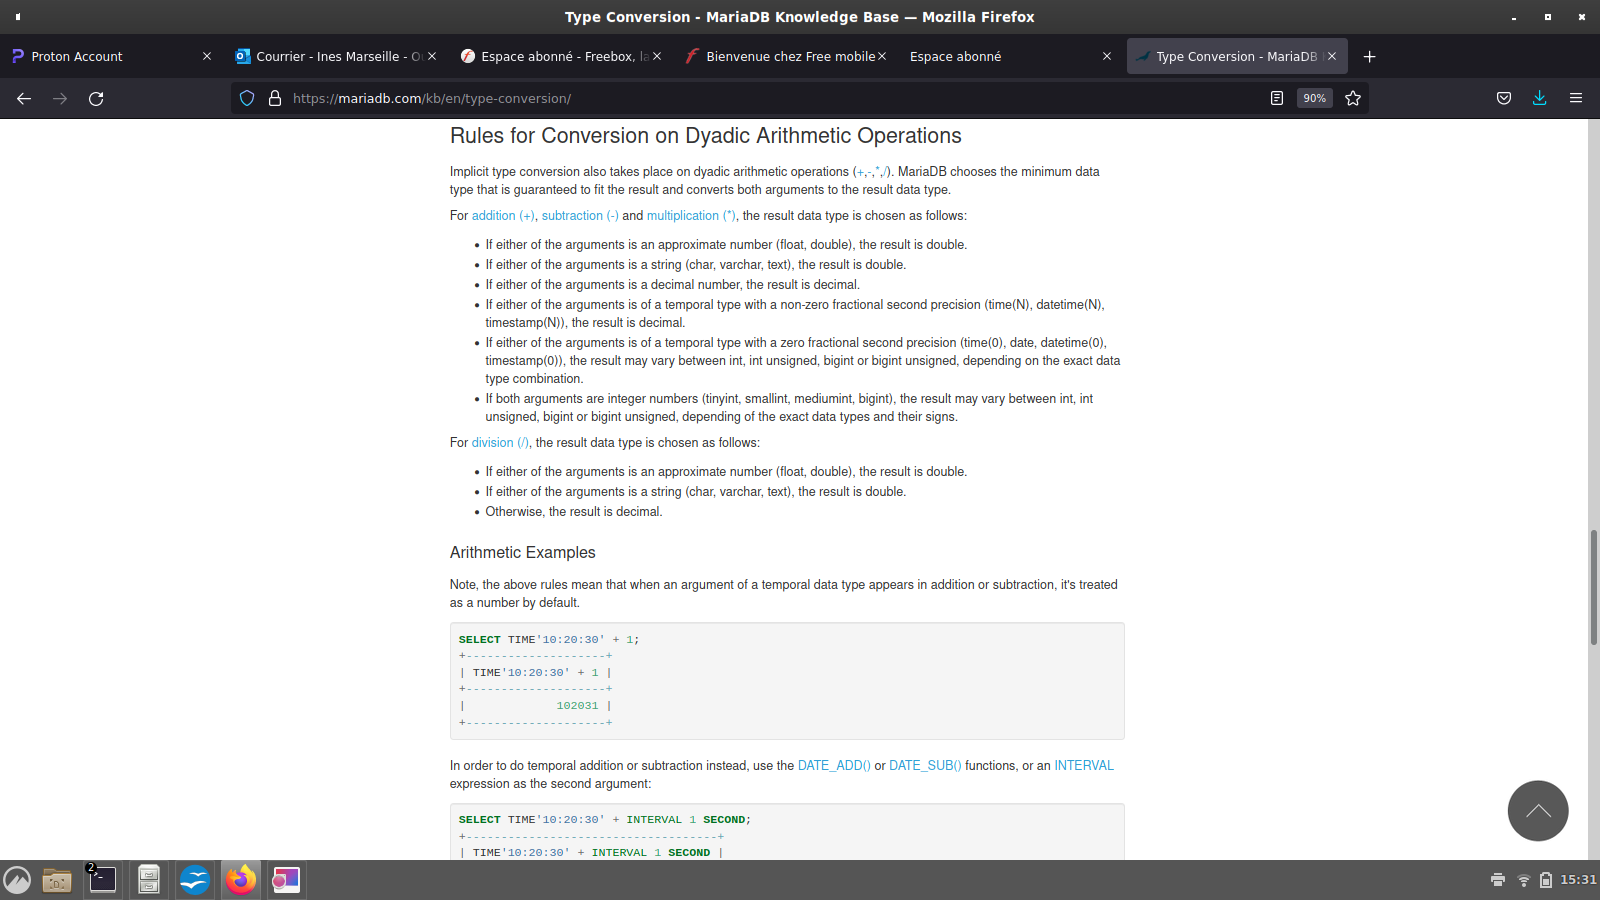 Type Conversion - MariaDB Knowledge Base — Mozilla Firefox
Proton Account
Courrier - Ines Marseille - O
Espace abonné - Freebox, la
Bienvenue chez Free mobile
Espace abonné
Type Conversion - MariaDB
https://mariadb.com/kb/en/type-conversion/
90%
Rules for Conversion on Dyadic Arithmetic Operations
Implicit type conversion also takes place on dyadic arithmetic operations (+,-,*,/). MariaDB chooses the minimum data
type that is guaranteed to fit the result and converts both arguments to the result data type.
For addition (+), subtraction (-) and multiplication (*), the result data type is chosen as follows:
• If either of the arguments is an approximate number (float, double), the result is double.
• If either of the arguments is a string (char, varchar, text), the result is double.
• If either of the arguments is a decimal number, the result is decimal.
• If either of the arguments is of a temporal type with a non-zero fractional second precision (time(N), datetime(N),
timestamp(N)), the result is decimal.
• If either of the arguments is of a temporal type with a zero fractional second precision (time(0), date, datetime(0),
timestamp(0)), the result may vary between int, int unsigned, bigint or bigint unsigned, depending on the exact data
type combination.
• If both arguments are integer numbers (tinyint, smallint, mediumint, bigint), the result may vary between int, int
unsigned, bigint or bigint unsigned, depending of the exact data types and their signs.
For division (/), the result data type is chosen as follows:
• If either of the arguments is an approximate number (float, double), the result is double.
• If either of the arguments is a string (char, varchar, text), the result is double.
• Otherwise, the result is decimal.
Arithmetic Examples
Note, the above rules mean that when an argument of a temporal data type appears in addition or subtraction, it's treated
as a number by default.
SELECT TIME'10:20:30' + 1;
+--------------------+
| TIME'10:20:30' + 1 |
+--------------------+
|             102031 |
+--------------------+
In order to do temporal addition or subtraction instead, use the DATE_ADD() or DATE_SUB() functions, or an INTERVAL
expression as the second argument:
SELECT TIME'10:20:30' + INTERVAL 1 SECOND;
+------------------------------------+
| TIME'10:20:30' + INTERVAL 1 SECOND |
2
15:31